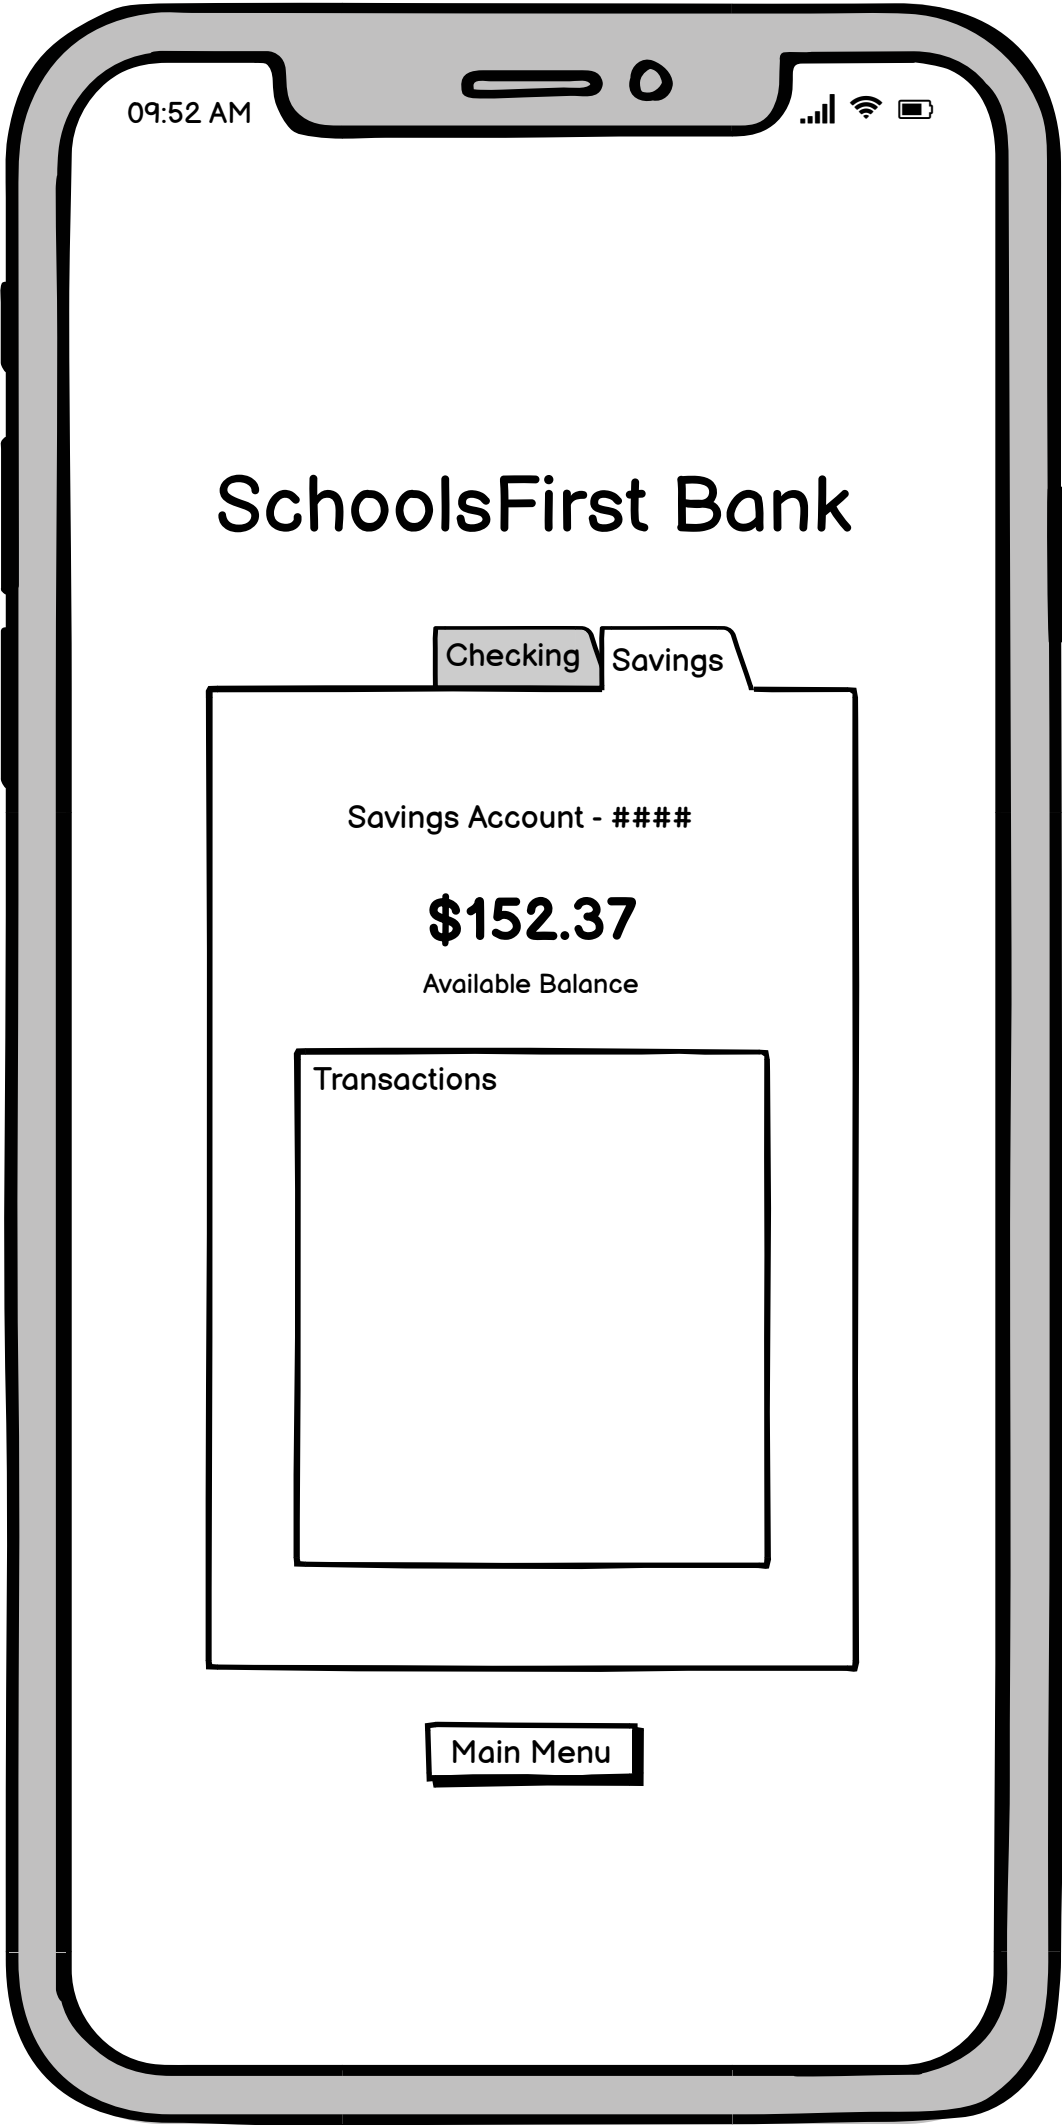 09:52 AM
SchoolsFirst Bank
Checking
Savings
Savings Account - ####
$152.37
Available Balance
Transactions
Main Menu